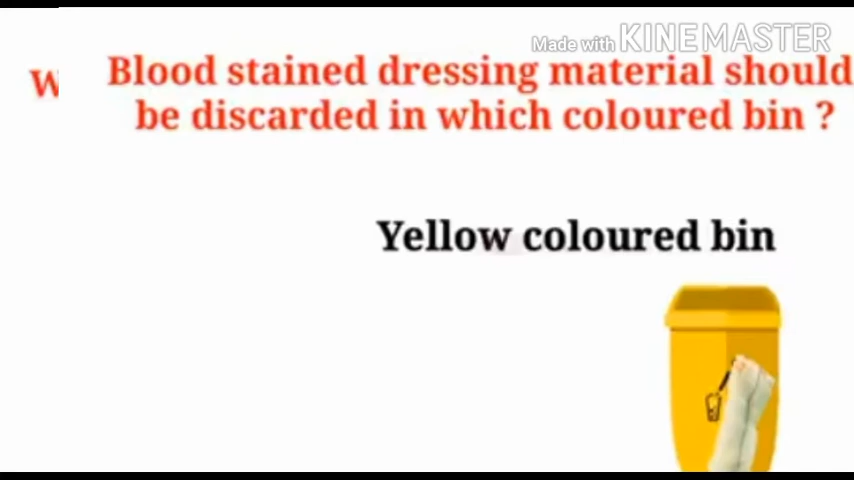 Made with KINEMASTER
W
Blood stained dressing material should
be discarded in which coloured bin ?
Yellow coloured bin